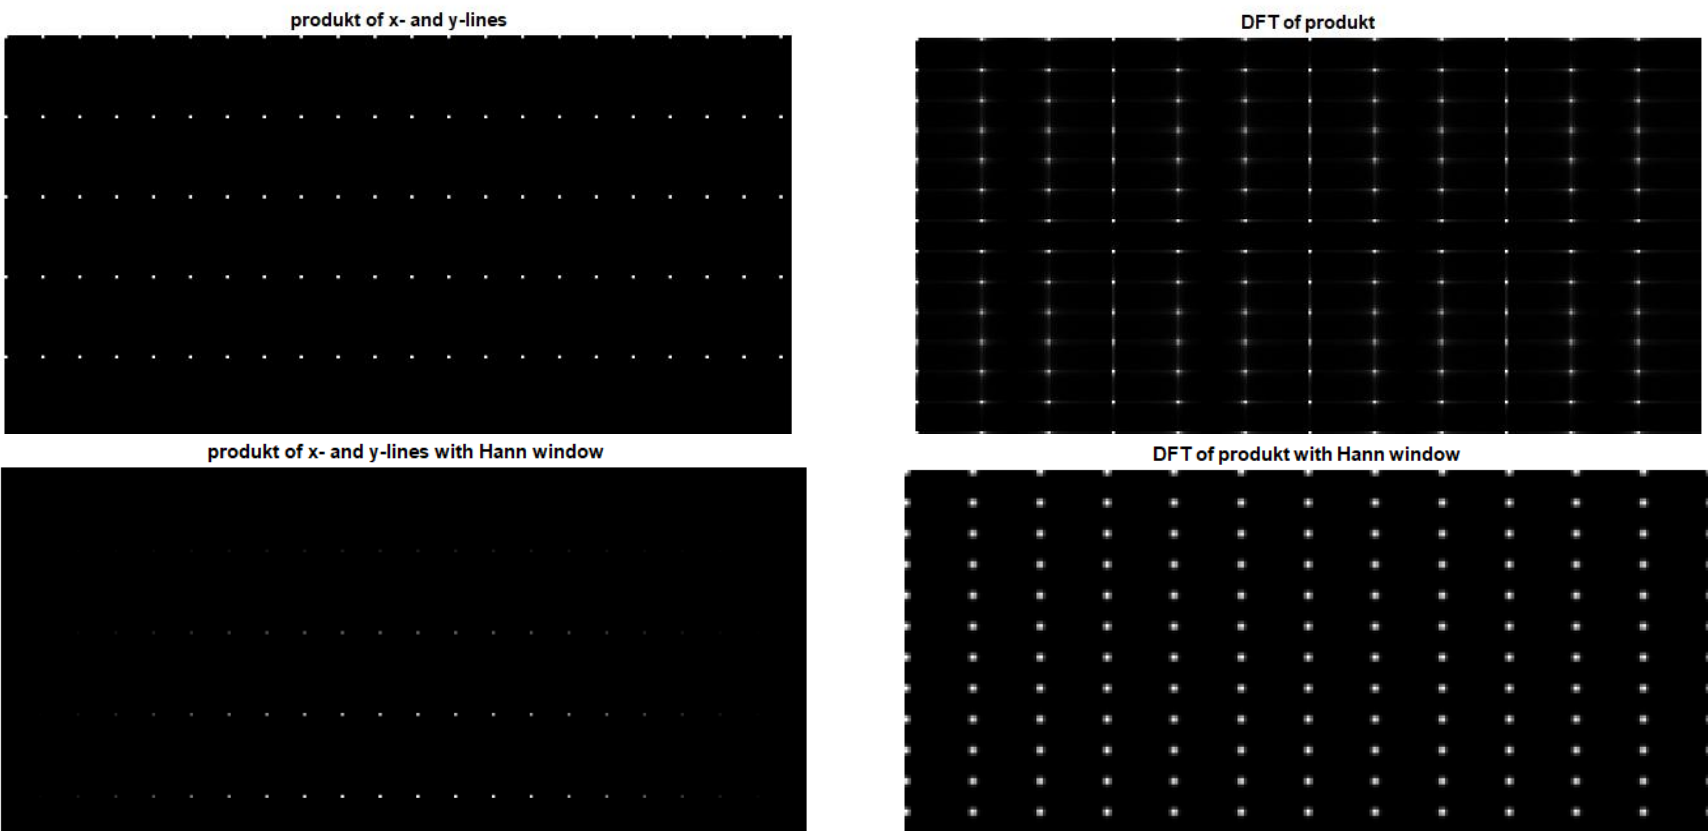 produkt of x- and y-lines
DFT of produkt
produkt of x- and y-lines with Hann window
DFT of produkt with Hann window